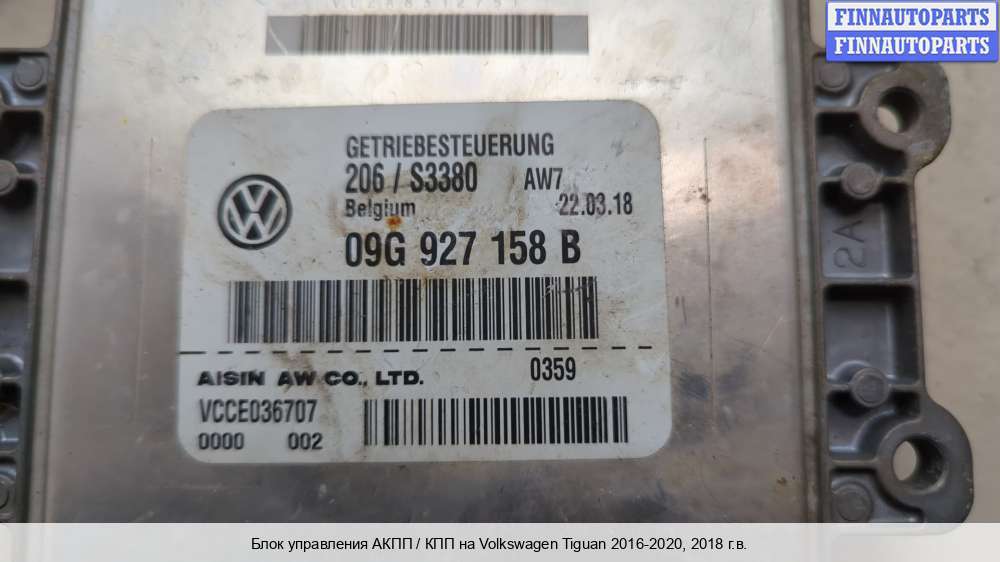 FINNAUTOPARTS
FINNAUTOPARTS
GETRIEBESTEUERUNG
206 / S3380 AW7
Belgium 22.03.18
09G 927 158 B
AISIN AW CO., LTD. 0359
VCCE036707
0000 002
2A
Блок управления АКПП / КПП на Volkswagen Tiguan 2016-2020, 2018 г.в.